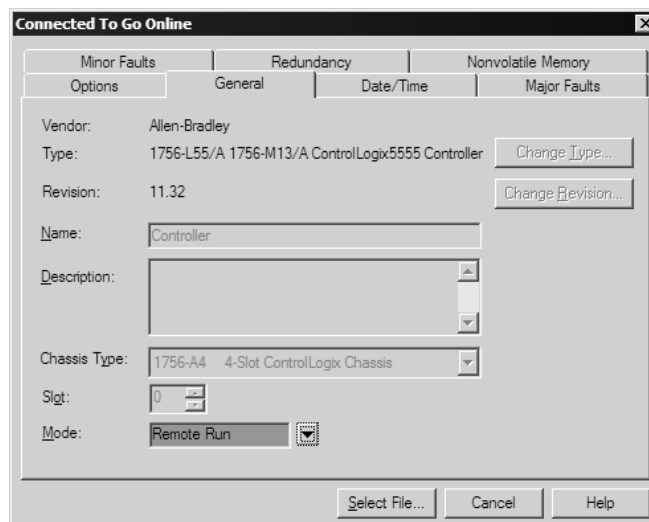 Connected To Go Online
Minor Faults Redundancy Nonvolatile Memory
Options General Date/Time Major Faults
Vendor: Allen-Bradley
Type: 1756-L55/A 1756-M13/A ControlLogix5555 Controller Change Type...
Revision: 11.32 Change Revision...
Name: Controller
Description:
Chassis Type: 1756-A4 4-Slot ControlLogix Chassis
Slot: 0
Mode: Remote Run
Select File... Cancel Help